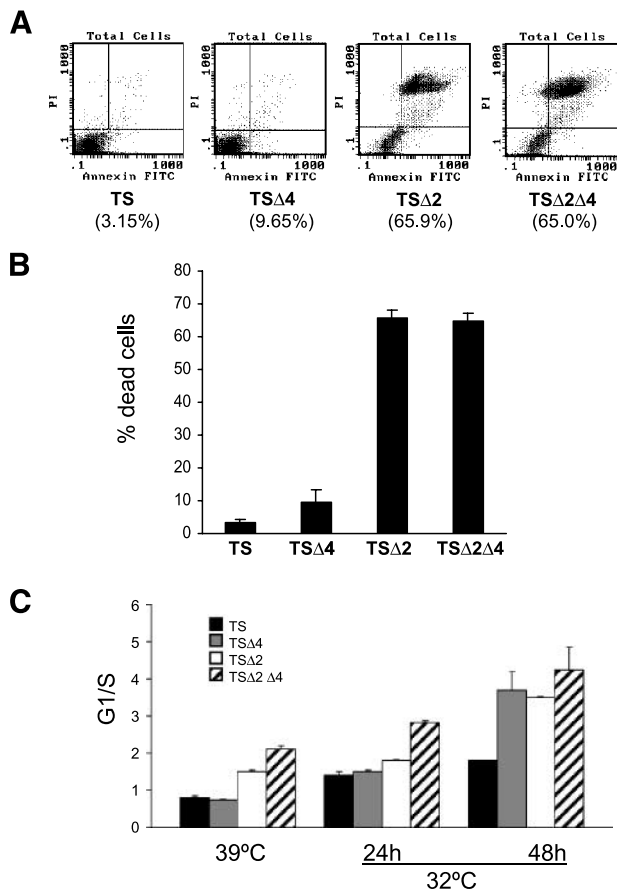 A
Total Cells Total Cells Total Cells Total Cells
1000 1000 1000 1000
PI PI PI PI
.1 .1 .1 .1
.1 1000 .1 1000 .1 1000 .1 1000
Annexin FITC Annexin FITC Annexin FITC Annexin FITC
TS TSΔ4 TSΔ2 TSΔ2Δ4
(3.15%) (9.65%) (65.9%) (65.0%)
B
% dead cells
80
70
60
50
40
30
20
10
0
TS TSΔ4 TSΔ2 TSΔ2Δ4
C
G1/S
6
5
4
3
2
1
0
TS
TSΔ4
TSΔ2
TSΔ2 Δ4
39ºC 24h 48h
32ºC